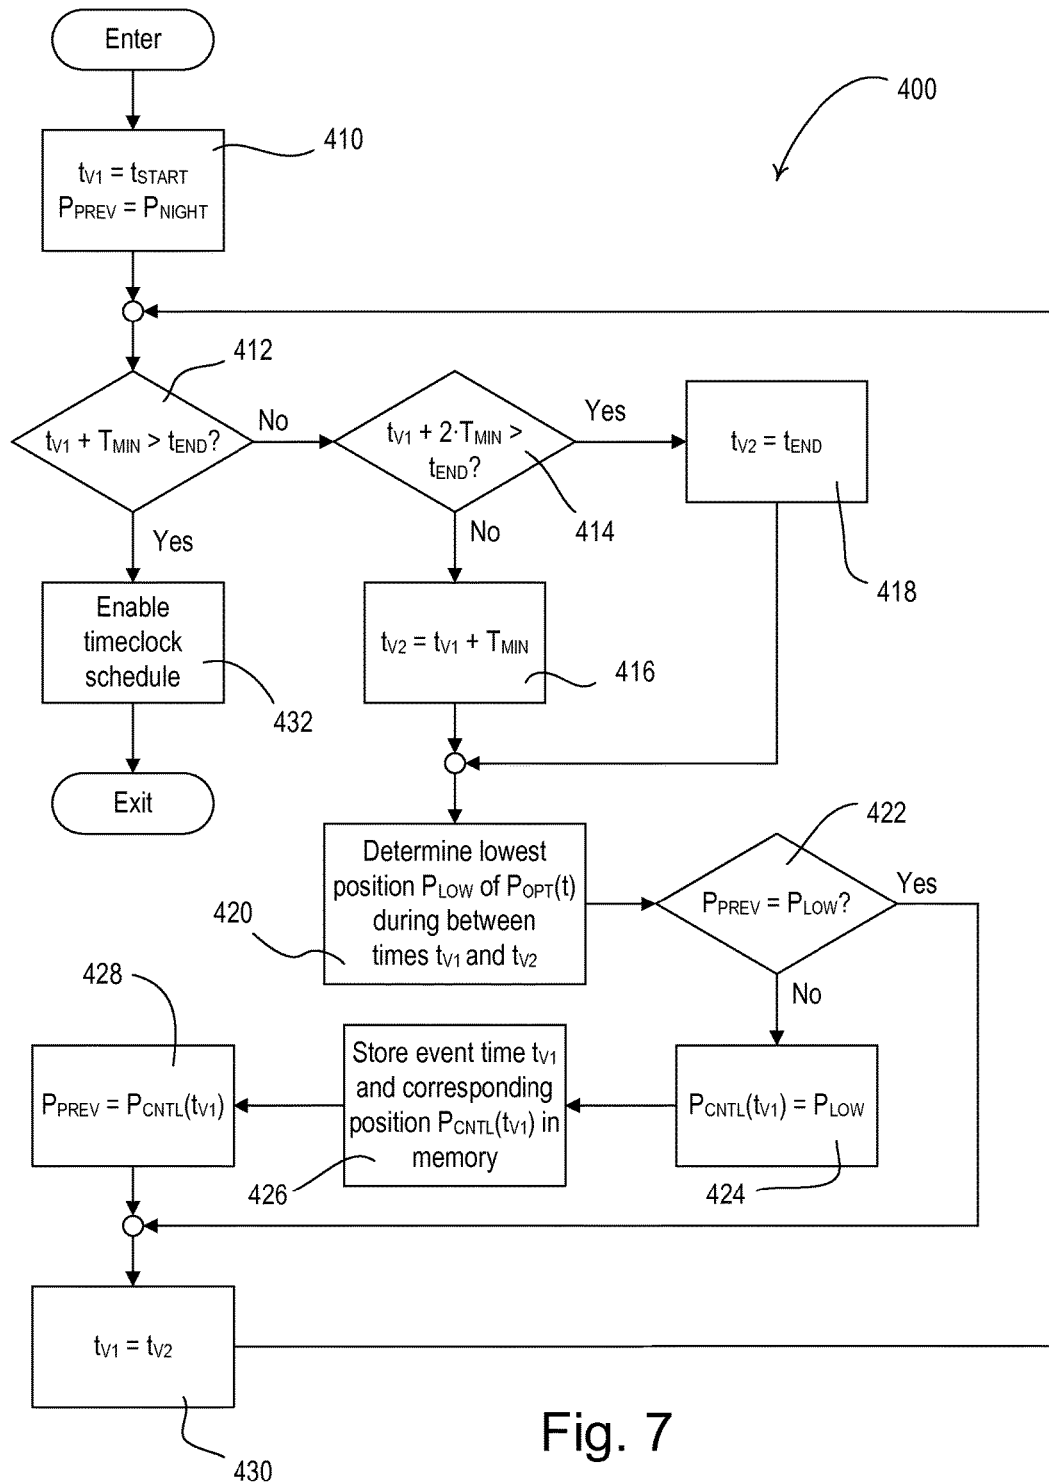 Enter
400
410
tV1 = tSTART
PPREV = PNIGHT
412
tV1 + TMIN > tEND?
No
Yes
tV1 + 2·TMIN >
tEND?
414
Yes
No
tV2 = tEND
418
Enable
timeclock
schedule
432
Exit
tV2 = tV1 + TMIN
416
Determine lowest
position PLOW of POPT(t)
during between
times tV1 and tV2
420
422
PPREV = PLOW?
Yes
No
428
PPREV = PCNTL(tV1)
Store event time tV1
and corresponding
position PCNTL(tV1) in
memory
426
PCNTL(tV1) = PLOW
424
tV1 = tV2
430
Fig. 7